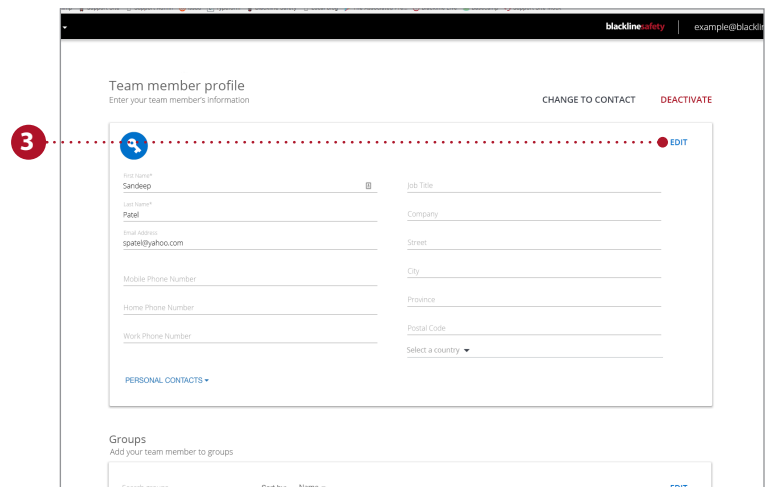 blacklinesafety example@blacklin
Team member profile
Enter your team member's information
CHANGE TO CONTACT DEACTIVATE
3
EDIT
First Name*
Sandeep
Job Title
Last Name*
Patel
Company
Email Address
spatel@yahoo.com
Street
Mobile Phone Number
City
Home Phone Number
Province
Work Phone Number
Postal Code
Select a country
PERSONAL CONTACTS
Groups
Add your team member to groups